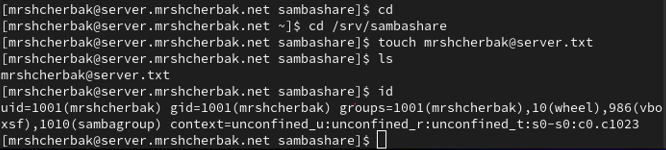 [mrshcherbak@server.mrshcherbak.net sambashare]$ cd
[mrshcherbak@server.mrshcherbak.net ~]$ cd /srv/sambashare
[mrshcherbak@server.mrshcherbak.net sambashare]$ touch mrshcherbak@server.txt
[mrshcherbak@server.mrshcherbak.net sambashare]$ ls
mrshcherbak@server.txt
[mrshcherbak@server.mrshcherbak.net sambashare]$ id
uid=1001(mrshcherbak) gid=1001(mrshcherbak) groups=1001(mrshcherbak),10(wheel),986(vbo
xsf),1010(sambagroup) context=unconfined_u:unconfined_r:unconfined_t:s0-s0:c0.c1023
[mrshcherbak@server.mrshcherbak.net sambashare]$